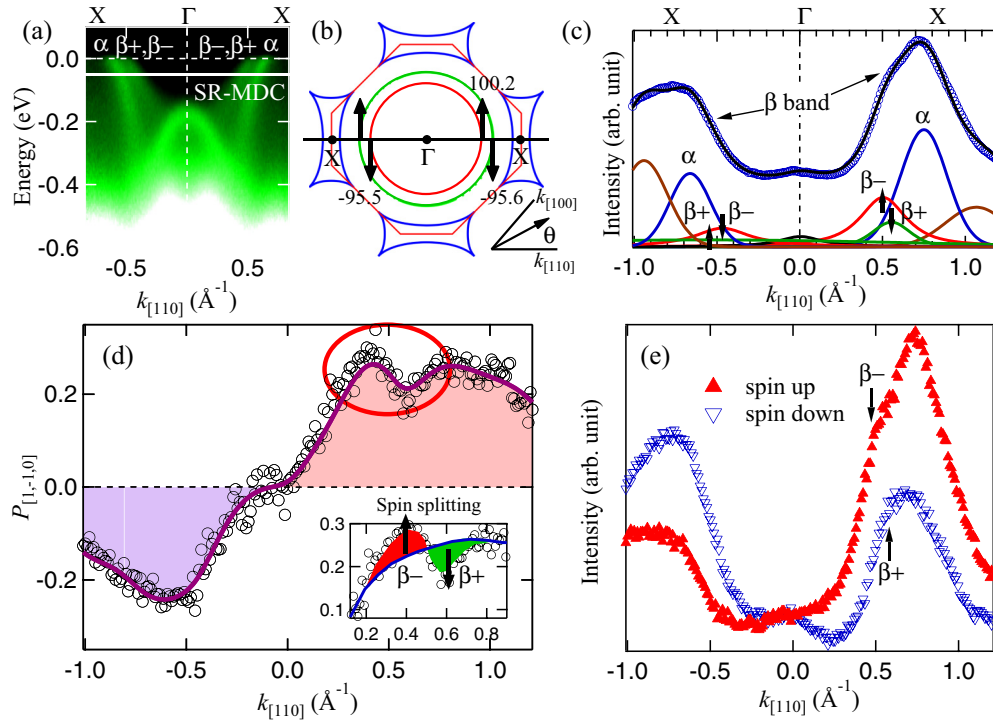 X Γ X
(a)
α β+,β− β−,β+ α
0.0
SR-MDC
-0.2
-0.4
-0.6
Energy (eV)
-0.5 0.5
k[110] (Å-1)
(b)
100.2
X Γ X
-95.5 -95.6
k[100]
θ
k[110]
(c)
X Γ X
β band
α α
β+ β− β− β+
Intensity (arb. unit)
-1.0 -0.5 0.0 0.5 1.0
k[110] (Å-1)
(d)
-1.0 -0.5 0.0 0.5 1.0
0.2
0.0
-0.2
P[1,-1,0]
k[110] (Å-1)
Spin splitting
0.3
0.2
0.1
β− β+
0.2 0.4 0.6 0.8
(e)
spin up
spin down
β−
β+
Intensity (arb. unit)
-1.0 -0.5 0.0 0.5 1.0
k[110] (Å-1)